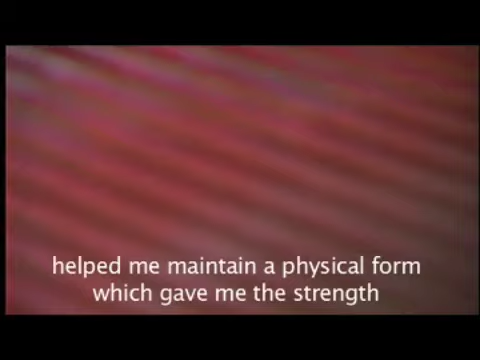 helped me maintain a physical form
which gave me the strength